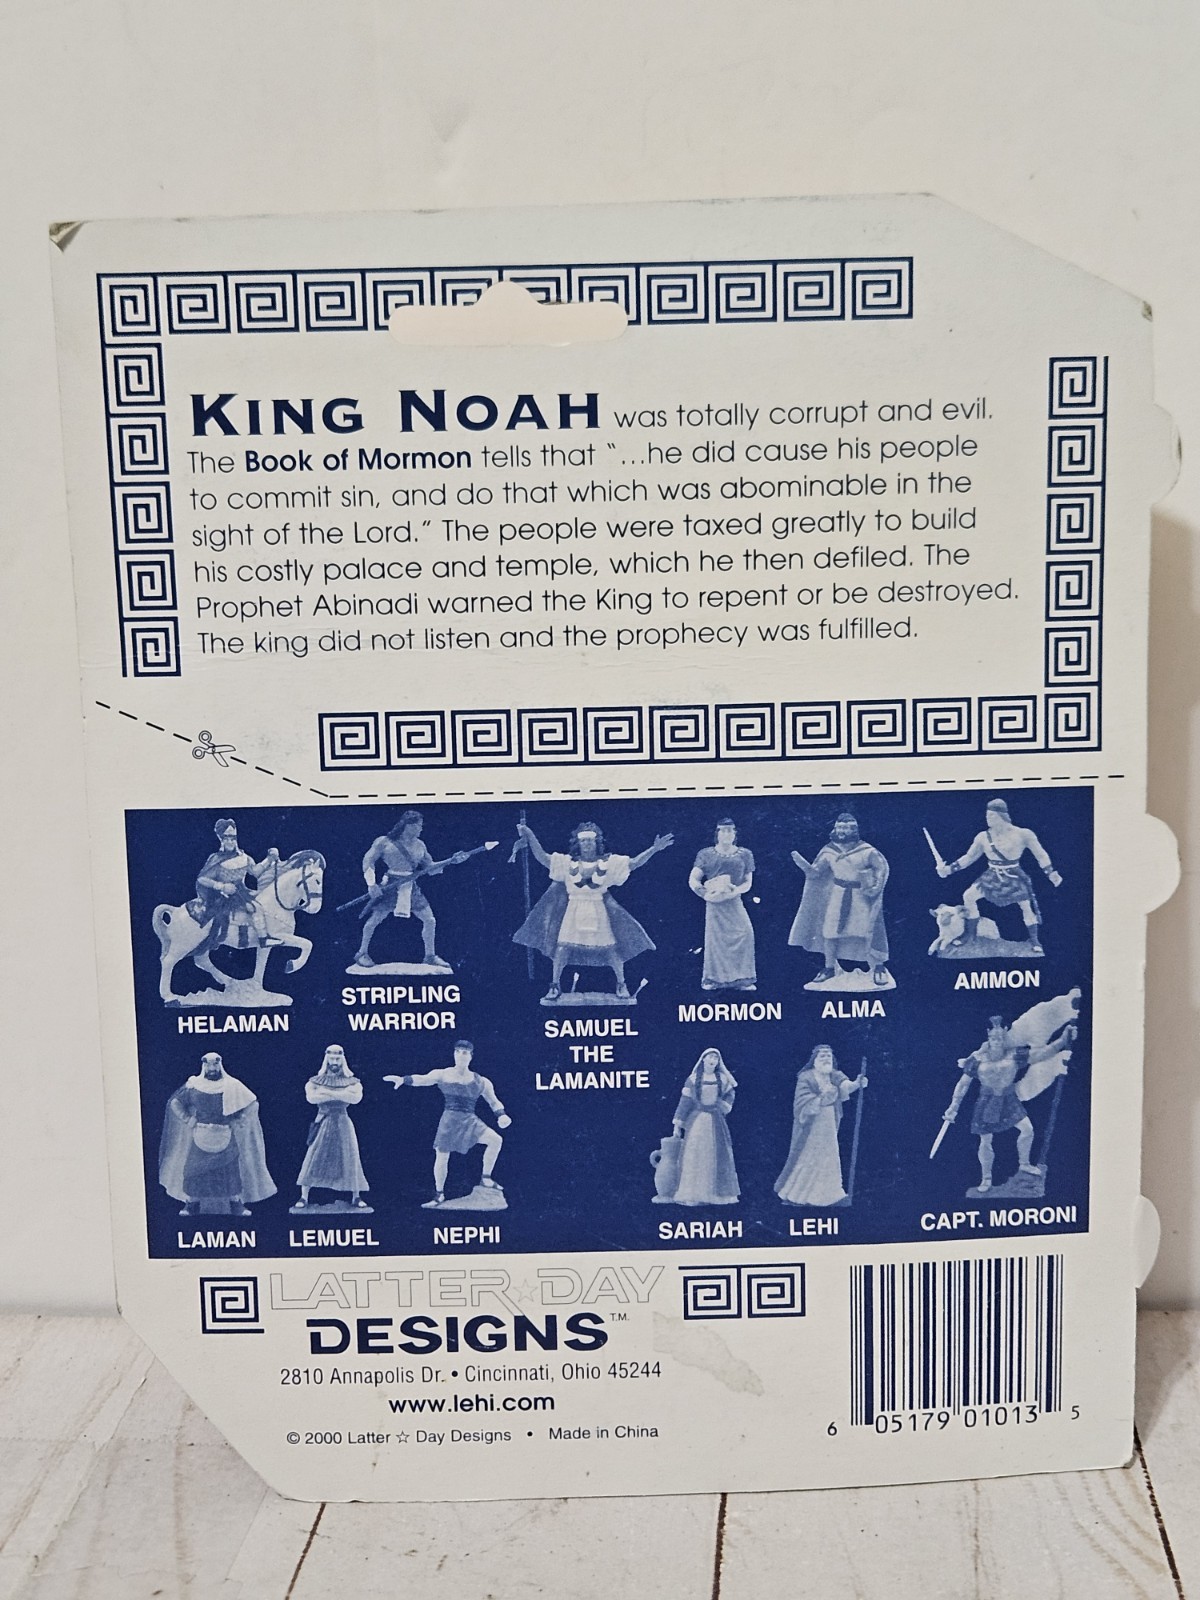 KING NOAH was totally corrupt and evil.
The Book of Mormon tells that "...he did cause his people
to commit sin, and do that which was abominable in the
sight of the Lord." The people were taxed greatly to build
his costly palace and temple, which he then defiled. The
Prophet Abinadi warned the King to repent or be destroyed.
The king did not listen and the prophecy was fulfilled.
HELAMAN
STRIPLING
WARRIOR
SAMUEL
THE
LAMANITE
MORMON
ALMA
AMMON
LAMAN
LEMUEL
NEPHI
SARIAH
LEHI
CAPT. MORONI
LATTER☆DAY
DESIGNS T.M.
2810 Annapolis Dr. • Cincinnati, Ohio 45244
www.lehi.com
© 2000 Latter ☆ Day Designs • Made in China
6 05179 01013 5